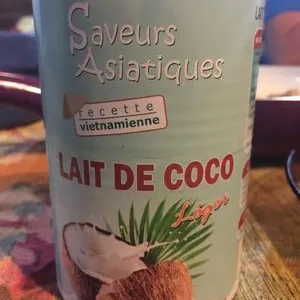 Saveurs
Asiatiques
recette
vietnamienne
LAIT DE COCO
Léger